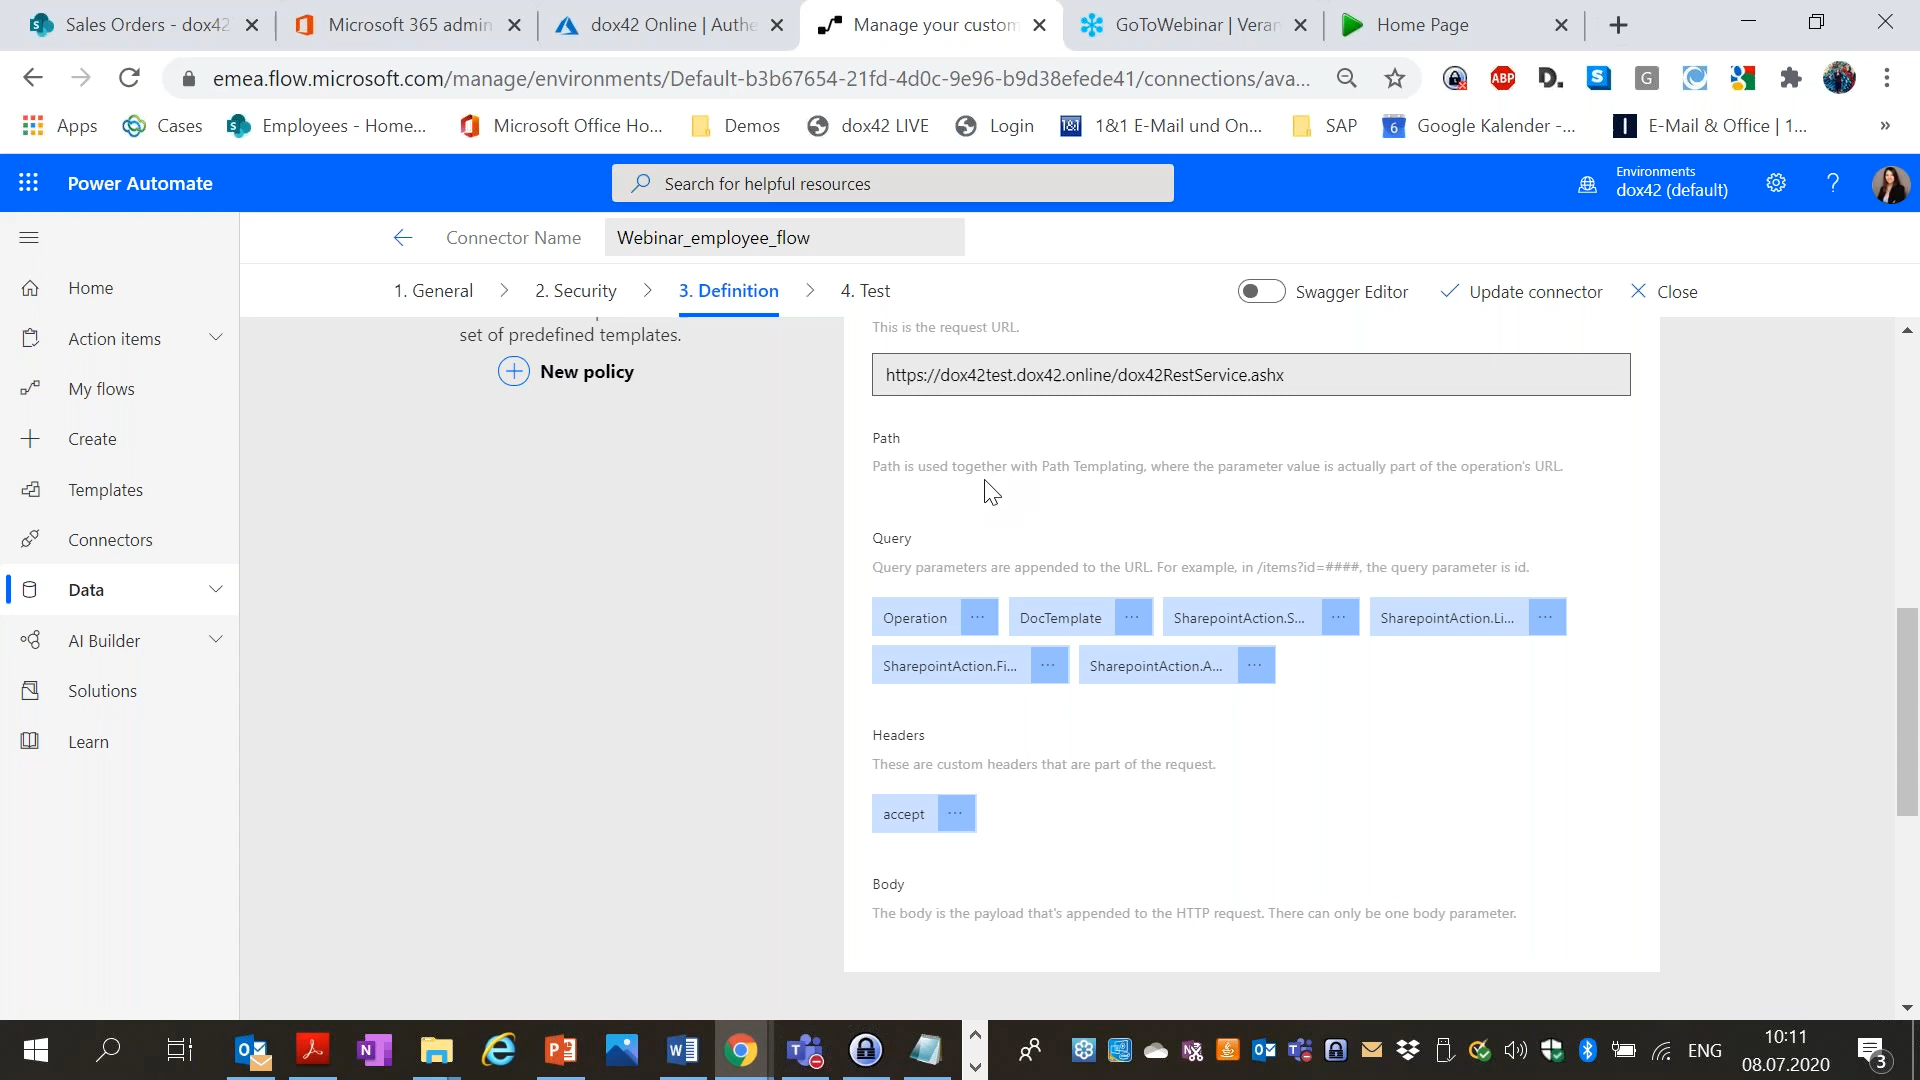 Sales Orders - dox42
Microsoft 365 admin
dox42 Online | Authe
Manage your custom
GoToWebinar | Veran
Home Page
emea.flow.microsoft.com/manage/environments/Default-b3b67654-21fd-4d0c-9e96-b9d38efede41/connections/ava...
ABP
D.
S
G
Apps
Cases
Employees - Home...
Microsoft Office Ho...
Demos
dox42 LIVE
Login
1&1 E-Mail und On...
SAP
6
Google Kalender -...
E-Mail & Office | 1...
»
Power Automate
Search for helpful resources
Environments
dox42 (default)
?
Connector Name
Webinar_employee_flow
1. General
2. Security
3. Definition
4. Test
Swagger Editor
Update connector
Close
Home
Action items
My flows
Create
Templates
Connectors
Data
AI Builder
Solutions
Learn
set of predefined templates.
New policy
This is the request URL.
https://dox42test.dox42.online/dox42RestService.ashx
Path
Path is used together with Path Templating, where the parameter value is actually part of the operation's URL.
Query
Query parameters are appended to the URL. For example, in /items?id=####, the query parameter is id.
Operation ...
DocTemplate ...
SharepointAction.S... ...
SharepointAction.Li... ...
SharepointAction.Fi... ...
SharepointAction.A... ...
Headers
These are custom headers that are part of the request.
accept ...
Body
The body is the payload that's appended to the HTTP request. There can only be one body parameter.
ENG
10:11
08.07.2020
3